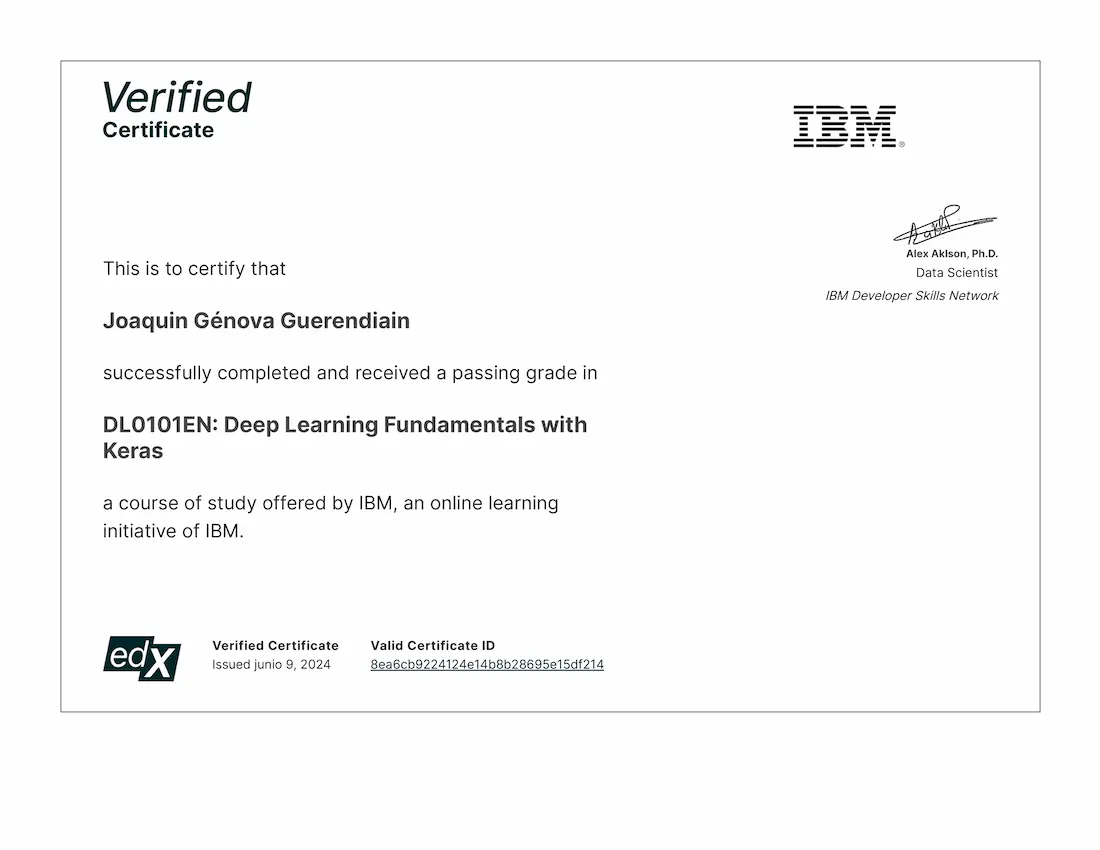 Verified
Certificate
IBM®
Alex Aklson, Ph.D.
Data Scientist
IBM Developer Skills Network
This is to certify that
Joaquin Génova Guerendiain
successfully completed and received a passing grade in
DL0101EN: Deep Learning Fundamentals with
Keras
a course of study offered by IBM, an online learning
initiative of IBM.
edX
Verified Certificate
Issued junio 9, 2024
Valid Certificate ID
8ea6cb9224124e14b8b28695e15df214